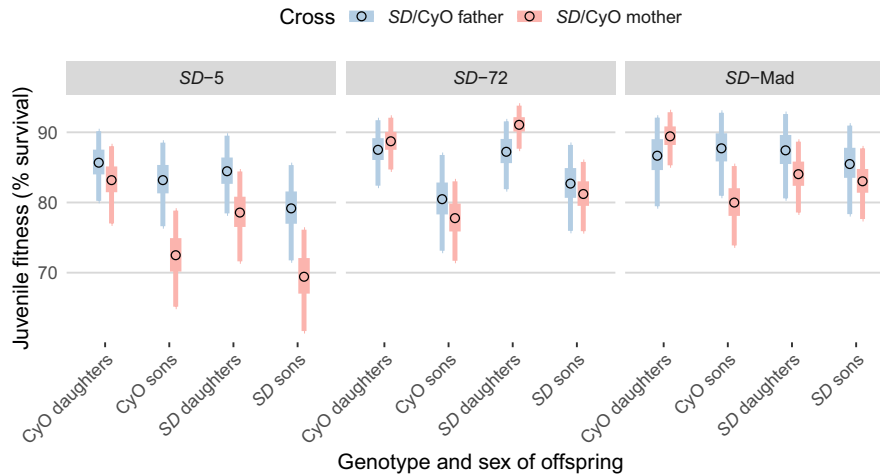 Cross SD/CyO father SD/CyO mother
SD−5 SD−72 SD−Mad
Juvenile fitness (% survival)
90
80
70
CyO daughters CyO sons SD daughters SD sons CyO daughters CyO sons SD daughters SD sons CyO daughters CyO sons SD daughters SD sons
Genotype and sex of offspring